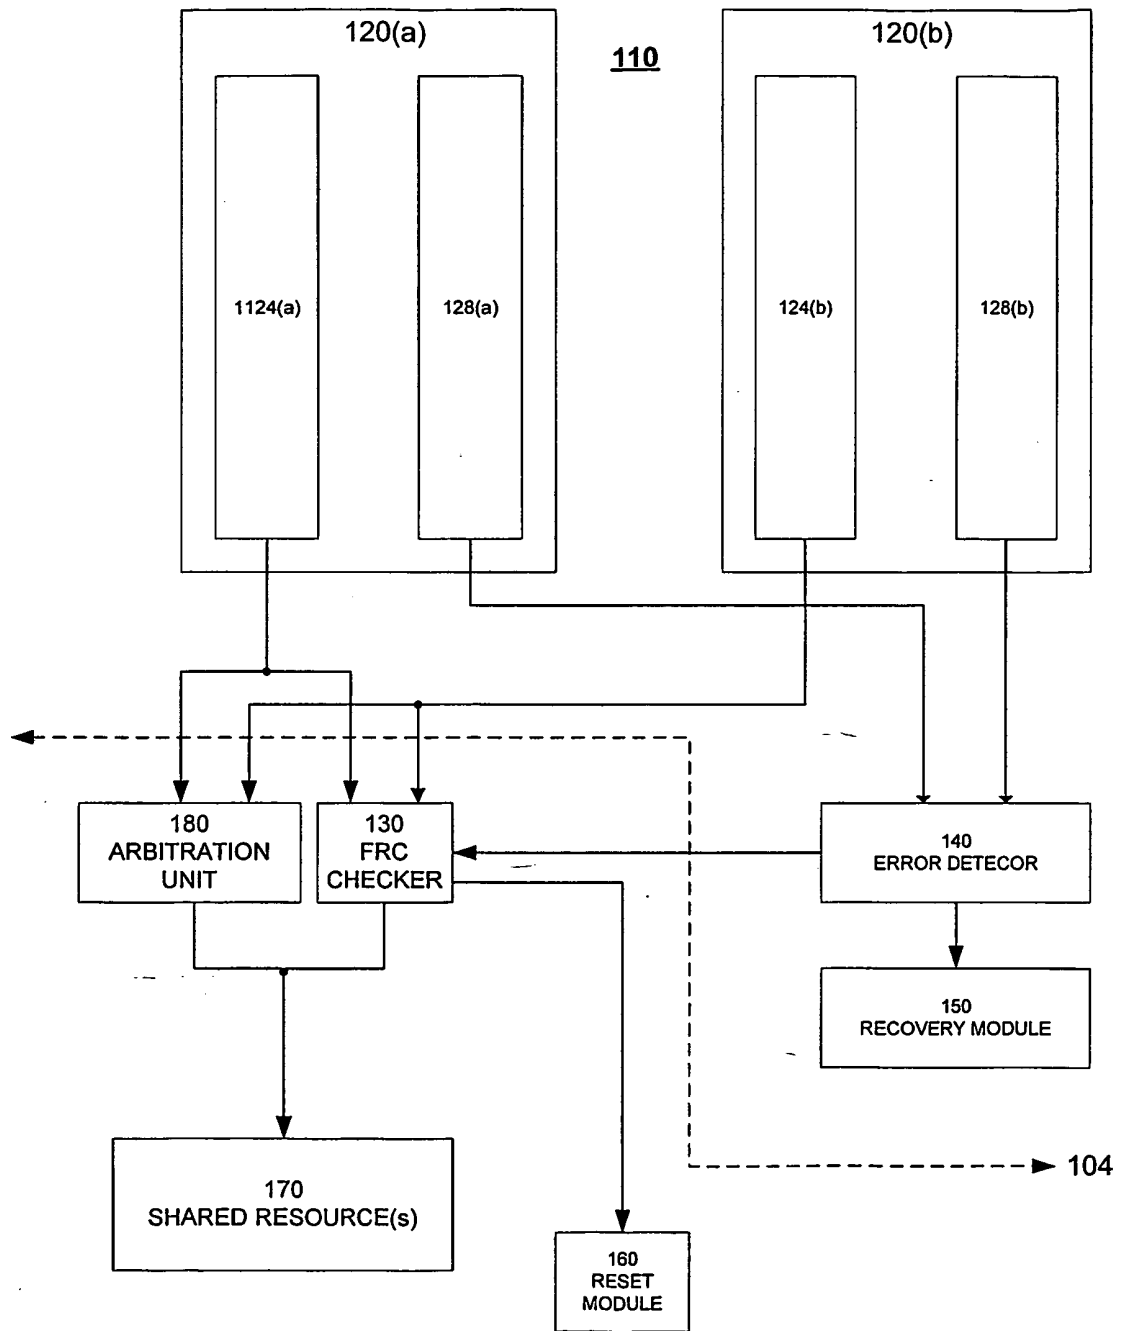 120(a)
110
120(b)
1124(a)
128(a)
124(b)
128(b)
180
ARBITRATION
UNIT
130
FRC
CHECKER
140
ERROR DETECOR
150
RECOVERY MODULE
104
170
SHARED RESOURCE(s)
160
RESET
MODULE